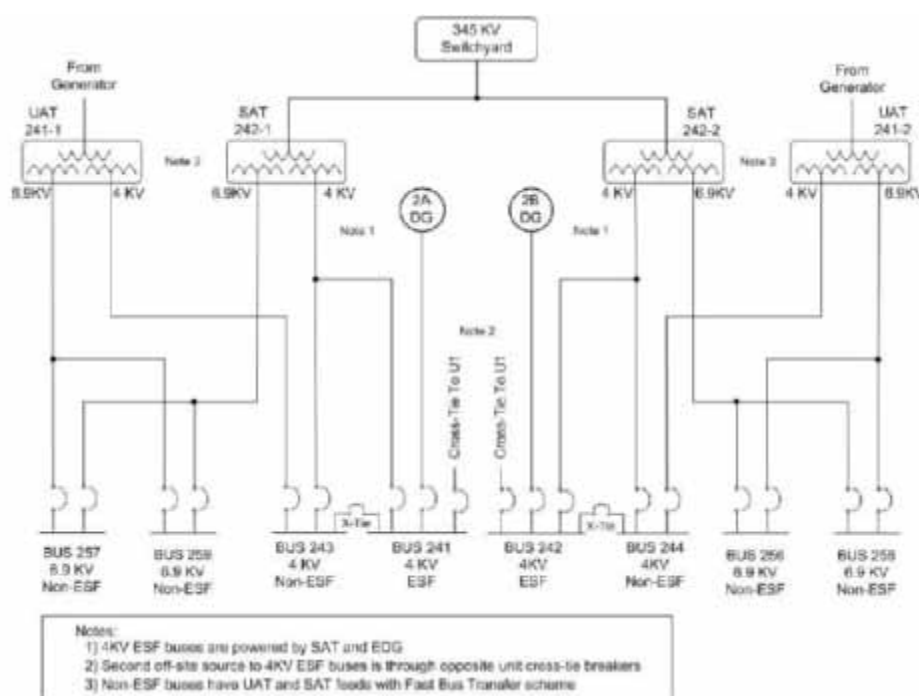 345 KV
Switchyard
From
Generator
UAT
241-1
SAT
242-1
SAT
242-2
From
Generator
UAT
241-2
6.9KV
4 KV
Note 3
6.9KV
4 KV
4 KV
6.9KV
Note 3
4 KV
6.9KV
2A
DG
2B
DG
Note 1
Note 1
Note 2
Cross-Tie To U1
Cross-Tie To U1
X-Tie
X-Tie
BUS 257
6.9 KV
Non-ESF
BUS 259
6.9 KV
Non-ESF
BUS 243
4 KV
Non-ESF
BUS 241
4 KV
ESF
BUS 242
4KV
ESF
BUS 244
4KV
Non-ESF
BUS 256
6.9 KV
Non-ESF
BUS 258
6.9 KV
Non-ESF
Notes:
1) 4KV ESF buses are powered by SAT and EDG
2) Second off-site source to 4KV ESF buses is through opposite unit cross-tie breakers
3) Non-ESF buses have UAT and SAT feeds with Fast Bus Transfer scheme